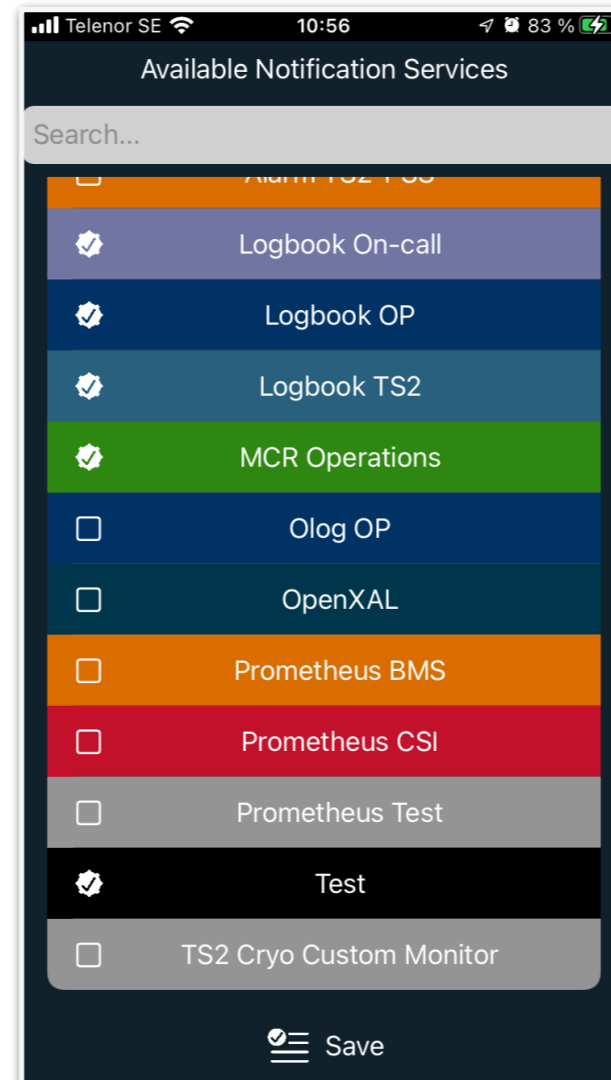 Telenor SE 10:56 83 %
Available Notification Services
Search...
Logbook On-call
Logbook OP
Logbook TS2
MCR Operations
Olog OP
OpenXAL
Prometheus BMS
Prometheus CSI
Prometheus Test
Test
TS2 Cryo Custom Monitor
Save